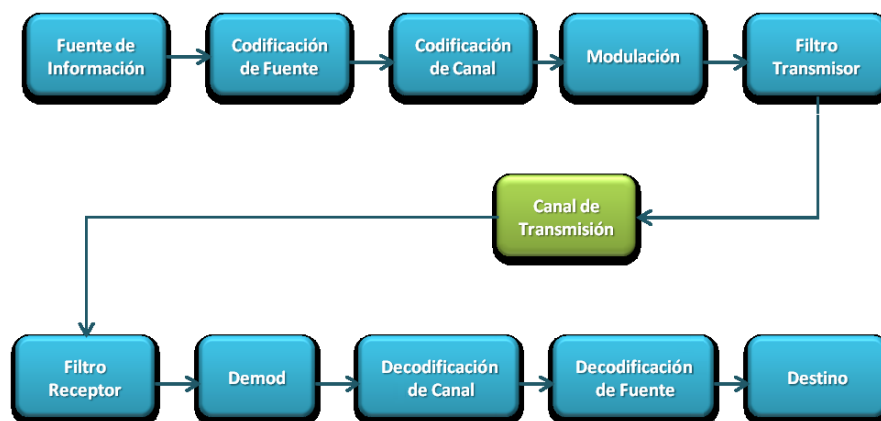 Fuente de
Información
Codificación
de Fuente
Codificación
de Canal
Modulación
Filtro
Transmisor
Canal de
Transmisión
Filtro
Receptor
Demod
Decodificación
de Canal
Decodificación
de Fuente
Destino